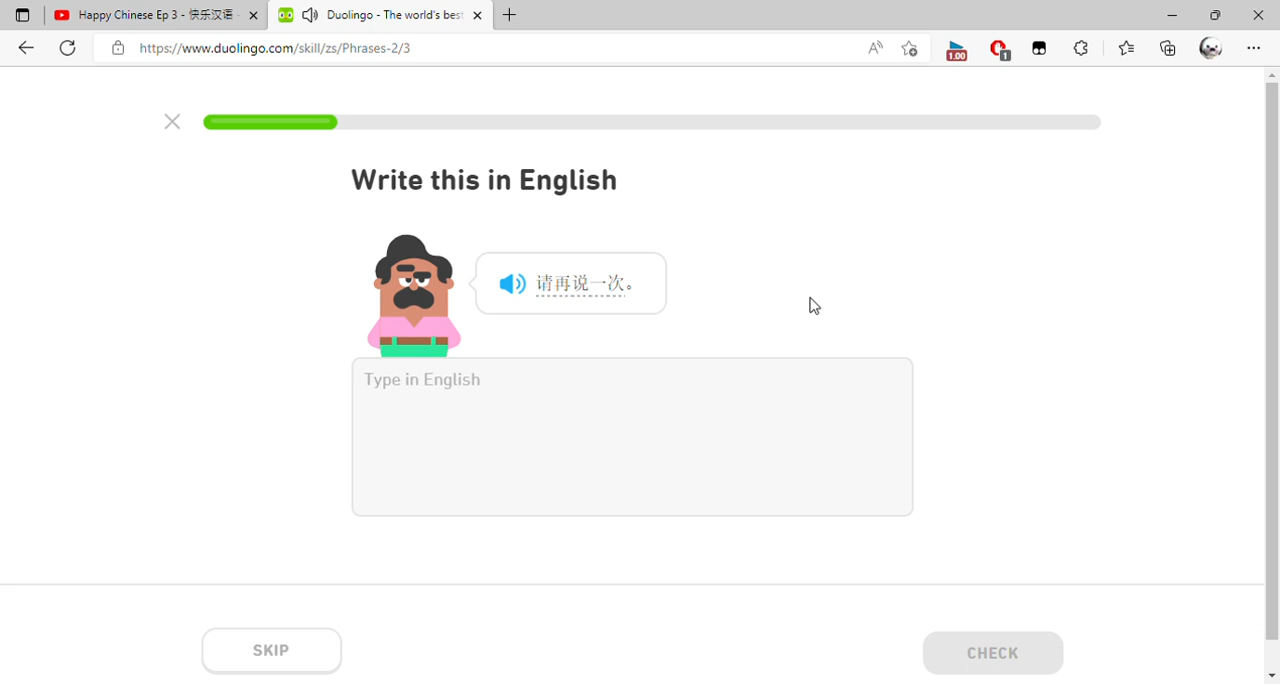 Happy Chinese Ep 3 - 快乐汉语 -
Duolingo - The world's best
https://www.duolingo.com/skill/zs/Phrases-2/3
1.00
1
Write this in English
请再说一次。
Type in English
SKIP
CHECK